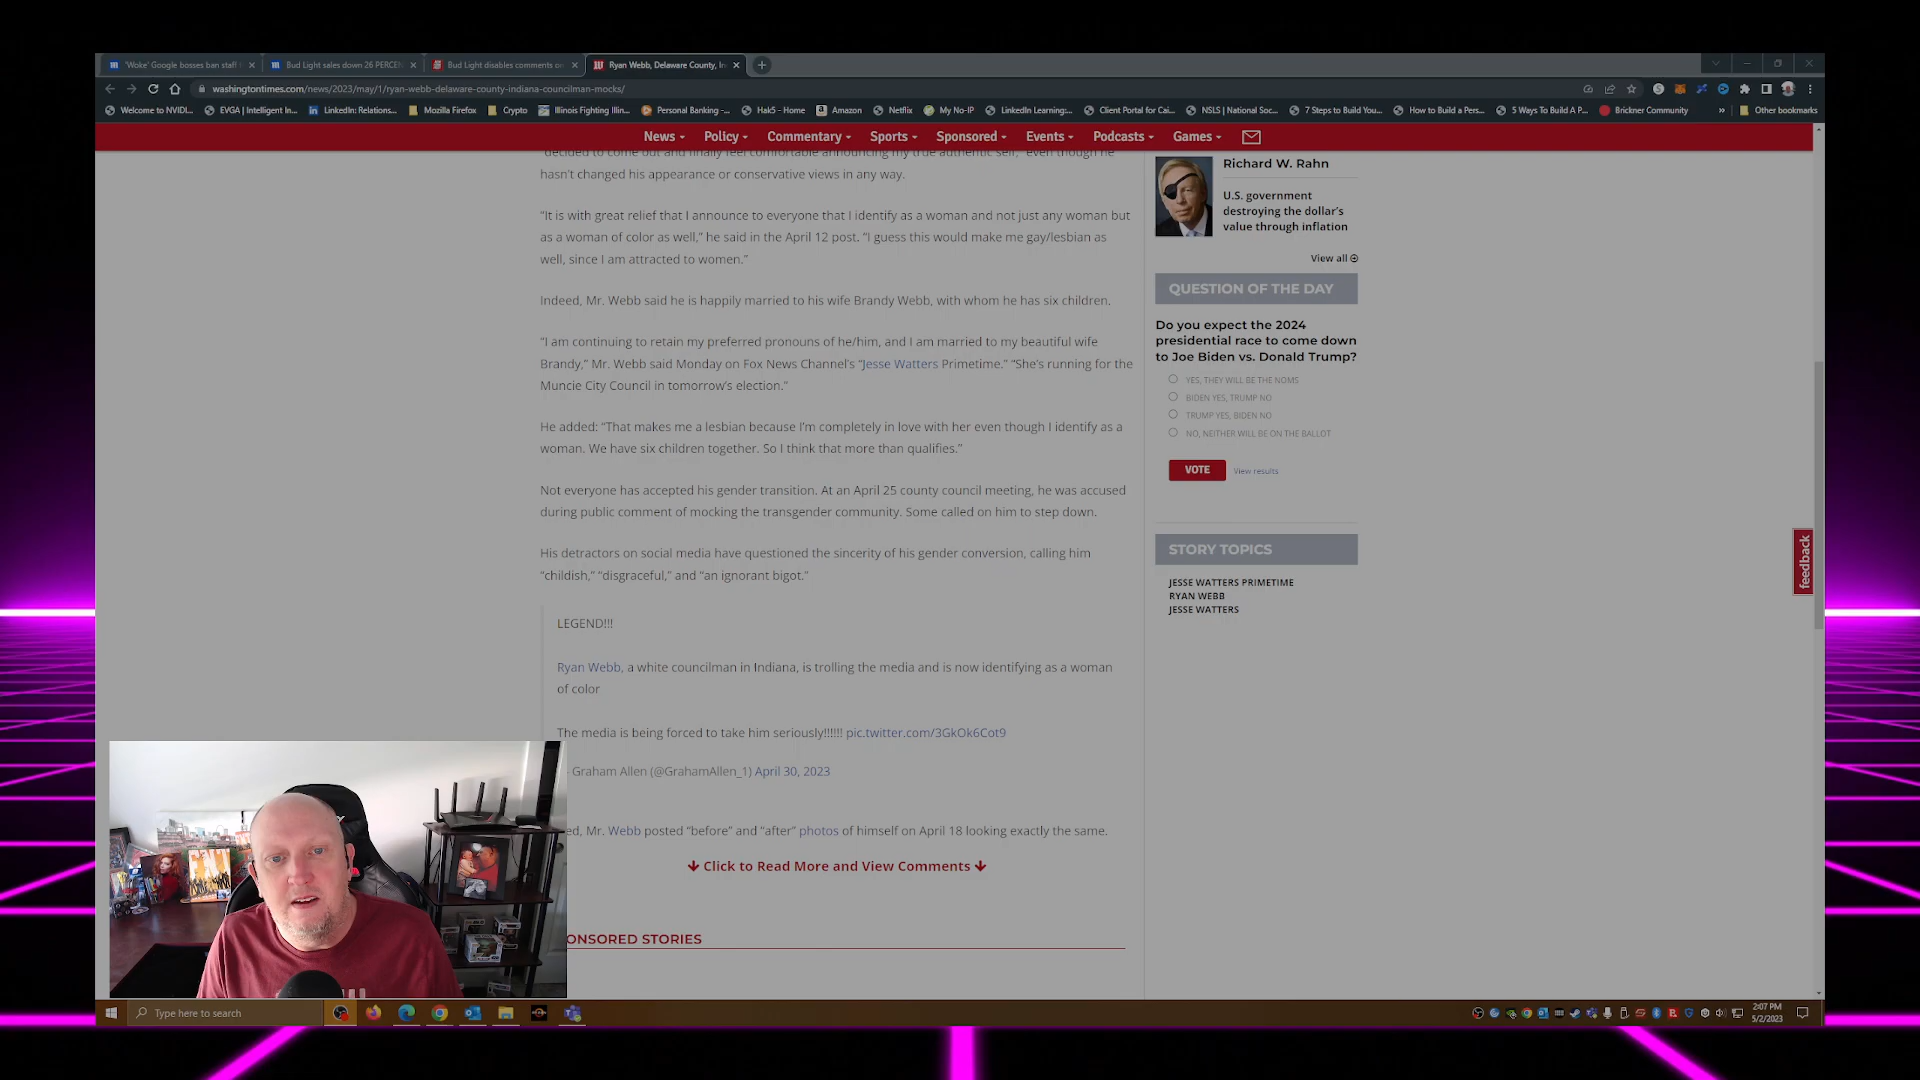 'Woke' Google bosses ban staff
Bud Light sales down 26 PERCEN
Bud Light disables comments on
Ryan Webb, Delaware County, In
washingtontimes.com/news/2023/may/1/ryan-webb-delaware-county-indiana-councilman-mocks/
Welcome to NVIDI... EVGA | Intelligent In... LinkedIn: Relations... Mozilla Firefox Crypto Illinois Fighting Illin... Personal Banking -... Hak5 - Home Amazon Netflix My No-IP LinkedIn Learning:... Client Portal for Cai... NSLS | National Soc... 7 Steps to Build You... How to Build a Pers... 5 Ways To Build A P... Brickner Community » Other bookmarks
News Policy Commentary Sports Sponsored Events Podcasts Games
"decided to come out and finally feel comfortable announcing my true authentic self," even though he
hasn't changed his appearance or conservative views in any way.
“It is with great relief that I announce to everyone that I identify as a woman and not just any woman but
as a woman of color as well,” he said in the April 12 post. “I guess this would make me gay/lesbian as
well, since I am attracted to women.”
Indeed, Mr. Webb said he is happily married to his wife Brandy Webb, with whom he has six children.
“I am continuing to retain my preferred pronouns of he/him, and I am married to my beautiful wife
Brandy,” Mr. Webb said Monday on Fox News Channel’s “Jesse Watters Primetime.” “She’s running for the
Muncie City Council in tomorrow’s election.”
He added: “That makes me a lesbian because I’m completely in love with her even though I identify as a
woman. We have six children together. So I think that more than qualifies.”
Not everyone has accepted his gender transition. At an April 25 county council meeting, he was accused
during public comment of mocking the transgender community. Some called on him to step down.
His detractors on social media have questioned the sincerity of his gender conversion, calling him
“childish,” “disgraceful,” and “an ignorant bigot.”
LEGEND!!!
Ryan Webb, a white councilman in Indiana, is trolling the media and is now identifying as a woman
of color
The media is being forced to take him seriously!!!!!! pic.twitter.com/3GkOk6Cot9
Graham Allen (@GrahamAllen_1) April 30, 2023
ed, Mr. Webb posted “before” and “after” photos of himself on April 18 looking exactly the same.
Click to Read More and View Comments
ONSORED STORIES
Richard W. Rahn
U.S. government
destroying the dollar’s
value through inflation
View all
QUESTION OF THE DAY
Do you expect the 2024
presidential race to come down
to Joe Biden vs. Donald Trump?
YES, THEY WILL BE THE NOMS
BIDEN YES, TRUMP NO
TRUMP YES, BIDEN NO
NO, NEITHER WILL BE ON THE BALLOT
VOTE View results
STORY TOPICS
JESSE WATTERS PRIMETIME
RYAN WEBB
JESSE WATTERS
feedback
Type here to search
2:07 PM
5/2/2023